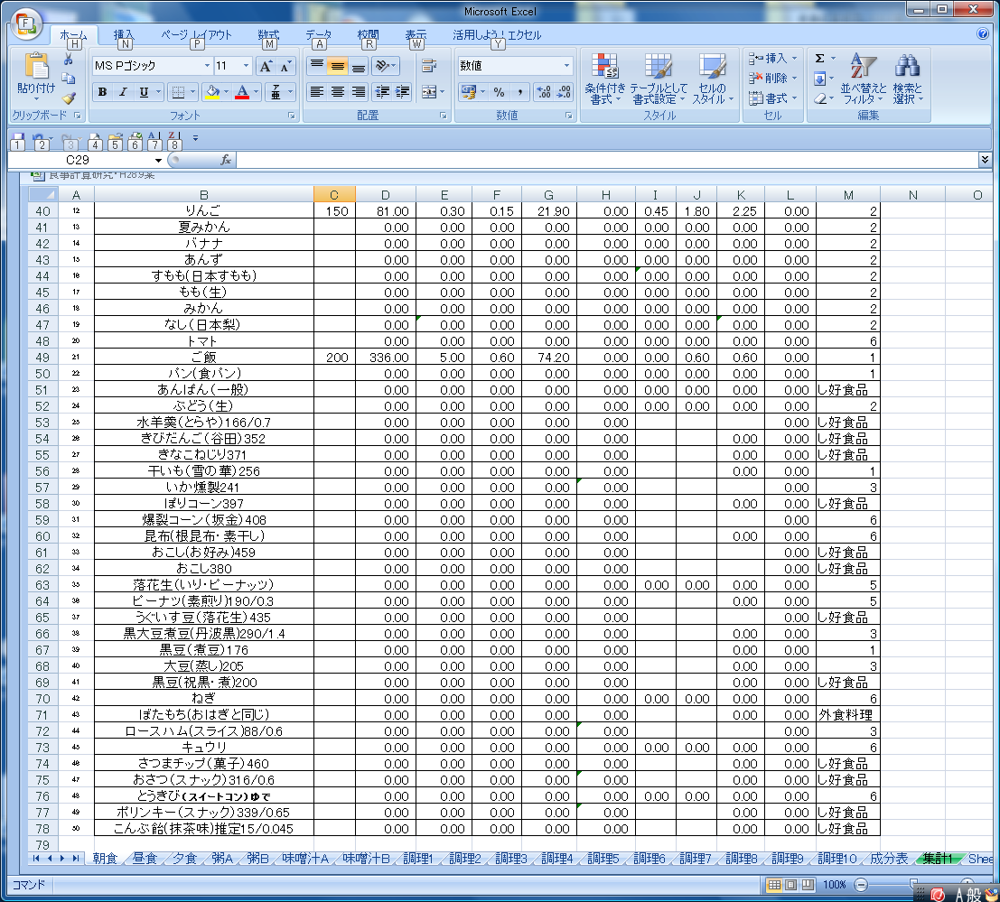 Microsoft Excel
ホーム 挿入 ページ レイアウト 数式 データ 校閲 表示 活用しよう！エクセル
F H N P M A R W Y
貼り付け MS Pゴシック 11 A A 数値 条件付き書式 テーブルとして書式設定 セルのスタイル 挿入 削除 書式 Σ 並べ替えとフィルタ 検索と選択
B I U A 亜 % ,
クリップボード フォント 配置 数値 スタイル セル 編集
1 2 3 4 5 6 7 8
C29 fx
A B C D E F G H I J K L M N O
40 12 りんご 150 81.00 0.30 0.15 21.90 0.00 0.45 1.80 2.25 0.00 2
41 13 夏みかん 0.00 0.00 0.00 0.00 0.00 0.00 0.00 0.00 0.00 2
42 14 バナナ 0.00 0.00 0.00 0.00 0.00 0.00 0.00 0.00 0.00 2
43 15 あんず 0.00 0.00 0.00 0.00 0.00 0.00 0.00 0.00 0.00 2
44 16 すもも(日本すもも) 0.00 0.00 0.00 0.00 0.00 0.00 0.00 0.00 0.00 2
45 17 もも(生) 0.00 0.00 0.00 0.00 0.00 0.00 0.00 0.00 0.00 2
46 18 みかん 0.00 0.00 0.00 0.00 0.00 0.00 0.00 0.00 0.00 2
47 19 なし(日本梨) 0.00 0.00 0.00 0.00 0.00 0.00 0.00 0.00 0.00 2
48 20 トマト 0.00 0.00 0.00 0.00 0.00 0.00 0.00 0.00 0.00 6
49 21 ご飯 200 336.00 5.00 0.60 74.20 0.00 0.00 0.60 0.60 0.00 1
50 22 パン(食パン) 0.00 0.00 0.00 0.00 0.00 0.00 0.00 0.00 0.00 1
51 23 あんぱん(一般) 0.00 0.00 0.00 0.00 0.00 0.00 0.00 0.00 0.00 し好食品
52 24 ぶどう(生) 0.00 0.00 0.00 0.00 0.00 0.00 0.00 0.00 0.00 2
53 25 水羊羹(とらや)166/0.7 0.00 0.00 0.00 0.00 0.00 0.00 し好食品
54 26 きびだんご(谷田)352 0.00 0.00 0.00 0.00 0.00 0.00 0.00 し好食品
55 27 きなこねじり371 0.00 0.00 0.00 0.00 0.00 0.00 0.00 し好食品
56 28 干いも(雪の華)256 0.00 0.00 0.00 0.00 0.00 0.00 0.00 1
57 29 いか燻製241 0.00 0.00 0.00 0.00 0.00 0.00 3
58 30 ぽりコーン397 0.00 0.00 0.00 0.00 0.00 0.00 0.00 し好食品
59 31 爆裂コーン(坂金)408 0.00 0.00 0.00 0.00 0.00 0.00 6
60 32 昆布(根昆布・素干し) 0.00 0.00 0.00 0.00 0.00 0.00 0.00 6
61 33 おこし(お好み)459 0.00 0.00 0.00 0.00 0.00 0.00 し好食品
62 34 おこし380 0.00 0.00 0.00 0.00 0.00 0.00 し好食品
63 35 落花生(いり・ピーナッツ) 0.00 0.00 0.00 0.00 0.00 0.00 0.00 0.00 0.00 5
64 36 ピーナツ(素煎り)190/0.3 0.00 0.00 0.00 0.00 0.00 0.00 0.00 5
65 37 うぐいす豆(落花生)435 0.00 0.00 0.00 0.00 0.00 0.00 し好食品
66 38 黒大豆煮豆(丹波黒)290/1.4 0.00 0.00 0.00 0.00 0.00 0.00 0.00 3
67 39 黒豆(煮豆)176 0.00 0.00 0.00 0.00 0.00 0.00 0.00 1
68 40 大豆(蒸し)205 0.00 0.00 0.00 0.00 0.00 0.00 0.00 3
69 41 黒豆(祝黒・煮)200 0.00 0.00 0.00 0.00 0.00 0.00 0.00 し好食品
70 42 ねぎ 0.00 0.00 0.00 0.00 0.00 0.00 0.00 0.00 0.00 6
71 43 ぼたもち(おはぎと同じ) 0.00 0.00 0.00 0.00 0.00 0.00 0.00 外食料理
72 44 ロースハム(スライス)88/0.6 0.00 0.00 0.00 0.00 0.00 0.00 3
73 45 キュウリ 0.00 0.00 0.00 0.00 0.00 0.00 0.00 0.00 0.00 6
74 46 さつまチップ(菓子)460 0.00 0.00 0.00 0.00 0.00 0.00 0.00 し好食品
75 47 おさつ(スナック)316/0.6 0.00 0.00 0.00 0.00 0.00 0.00 0.00 し好食品
76 48 とうきび(スイートコン)ゆで 0.00 0.00 0.00 0.00 0.00 0.00 0.00 0.00 0.00 6
77 49 ポリンキー(スナック)339/0.65 0.00 0.00 0.00 0.00 0.00 0.00 0.00 し好食品
78 50 こんぶ飴(抹茶味)推定15/0.045 0.00 0.00 0.00 0.00 0.00 0.00 0.00 し好食品
79
朝食 昼食 夕食 粥A 粥B 味噌汁A 味噌汁B 調理1 調理2 調理3 調理4 調理5 調理6 調理7 調理8 調理9 調理10 成分表 集計1 Shee
コマンド 100% A 般